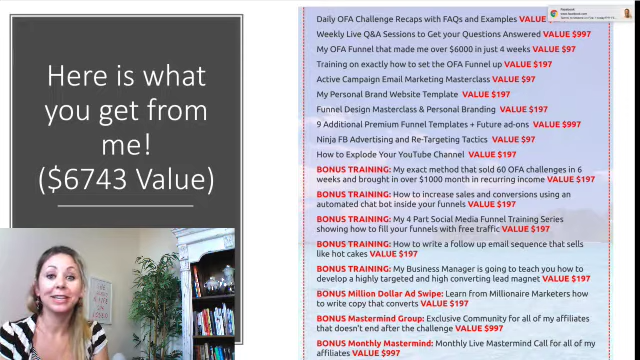 Here is what
you get from
me!
($6743 Value)
Daily OFA Challenge Recaps with FAQs and Examples VALUE
Weekly Live Q&A Sessions to Get your Questions Answered VALUE $997
My OFA Funnel that made me over $6000 in just 4 weeks VALUE $197
Training on exactly how to set the OFA Funnel up VALUE $197
Active Campaign Email Marketing Masterclass VALUE $97
My Personal Brand Website Template VALUE $197
Funnel Design Masterclass & Personal Branding VALUE $197
9 Additional Premium Funnel Templates + Future ad-ons VALUE $997
Ninja FB Advertising and Re-Targeting Tactics VALUE $97
How to Explode Your YouTube Channel VALUE $197
BONUS TRAINING: My exact method that sold 60 OFA challenges in 6
weeks and brought in over $1000 month in recurring income VALUE $197
BONUS TRAINING: How to increase sales and conversions using an
automated chat bot inside your funnels VALUE $197
BONUS TRAINING: My 4 Part Social Media Funnel Training Series
showing how to fill your funnels with free traffic VALUE $197
BONUS TRAINING: How to write a follow up email sequence that sells
like hot cakes VALUE $197
BONUS TRAINING: My Business Manager is going to teach you how to
develop a highly targeted and high converting lead magnet VALUE $197
BONUS Million Dollar Ad Swipe: Learn from Millionaire Marketers how
to write copy that converts VALUE $197
BONUS Mastermind Group: Exclusive Community for all of my affiliates
that doesn't end after the challenge VALUE $997
BONUS Monthly Mastermind: Monthly Live Mastermind Call for all of my
affiliates VALUE $997